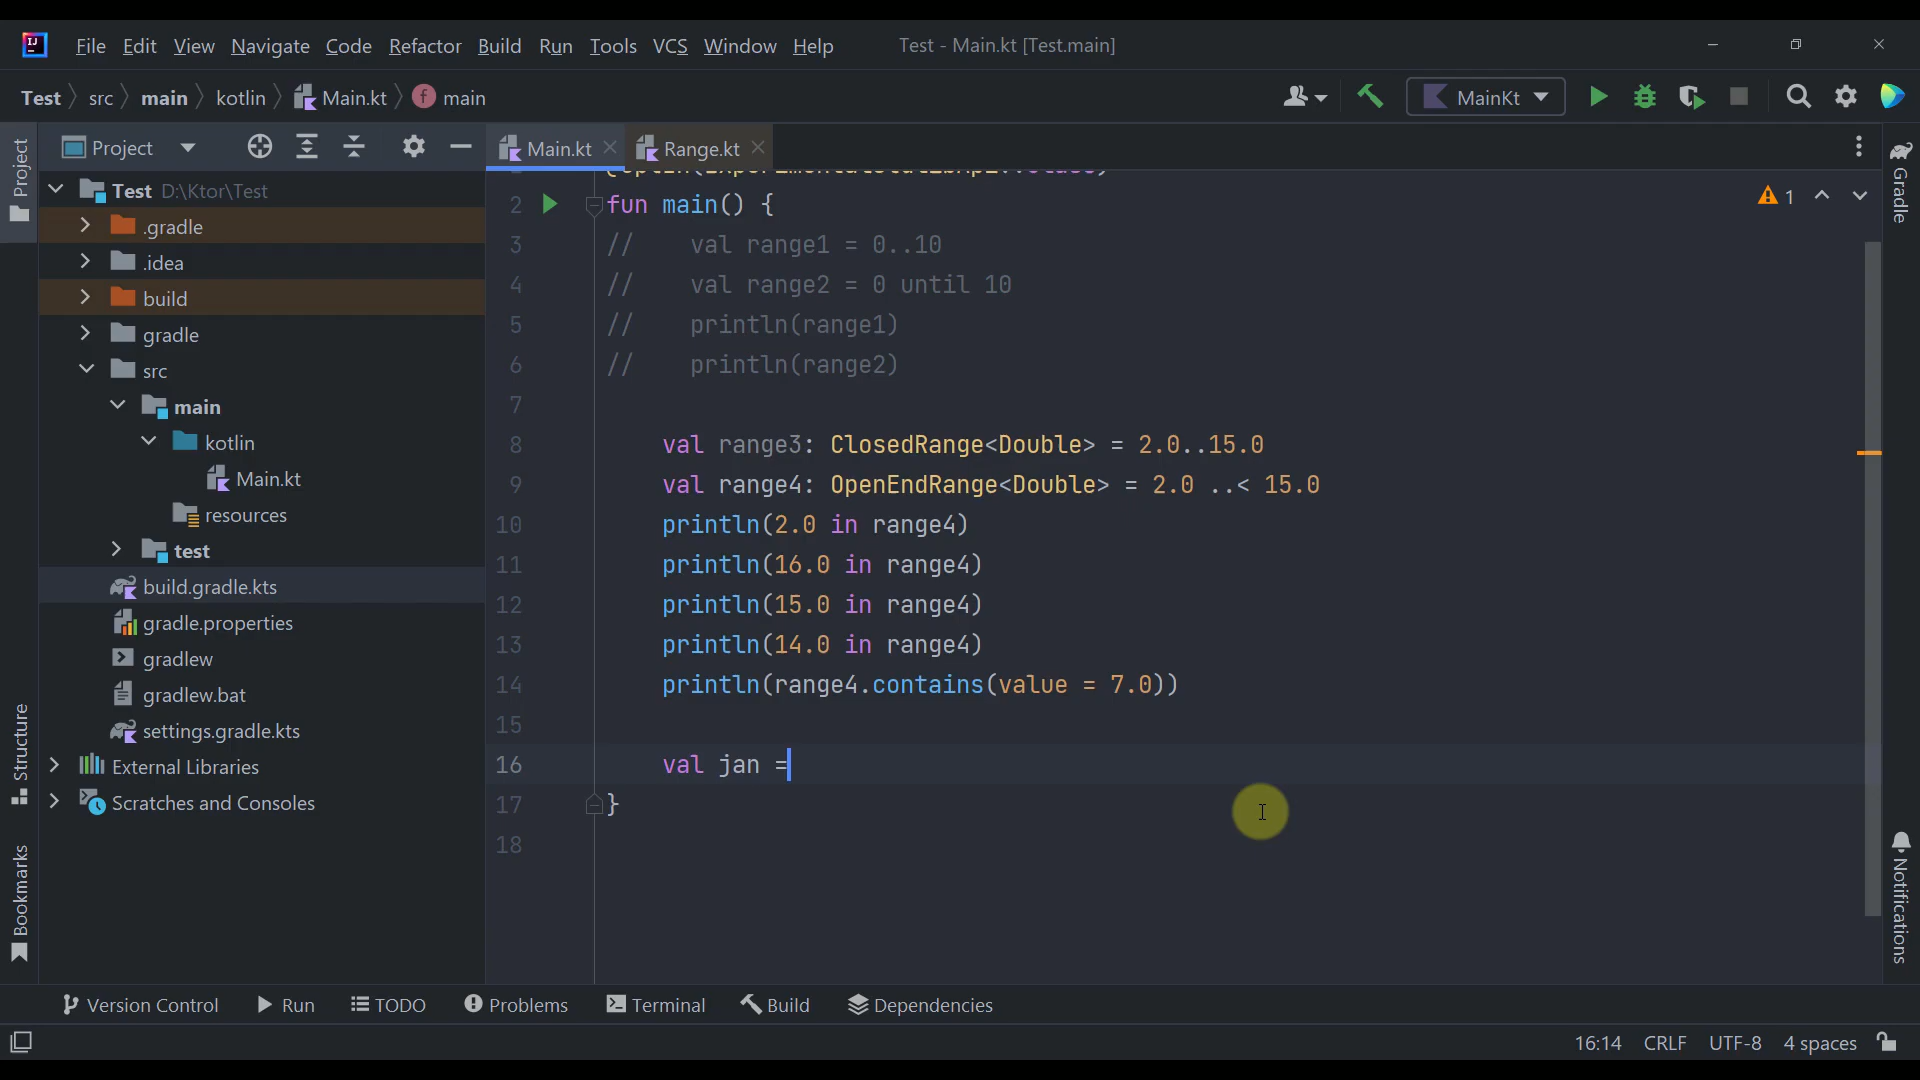 File Edit View Navigate Code Refactor Build Run Tools VCS Window Help Test - Main.kt [Test.main]
Test src main kotlin Main.kt main MainKt
Project Main.kt Range.kt
Project
Test D:\Ktor\Test
.gradle
.idea
build
gradle
src
main
kotlin
Main.kt
resources
test
build.gradle.kts
gradle.properties
gradlew
gradlew.bat
settings.gradle.kts
External Libraries
Scratches and Consoles
Structure
Bookmarks
2 fun main() {
3 // val range1 = 0..10
4 // val range2 = 0 until 10
5 // println(range1)
6 // println(range2)
7
8 val range3: ClosedRange<Double> = 2.0..15.0
9 val range4: OpenEndRange<Double> = 2.0 ..< 15.0
10 println(2.0 in range4)
11 println(16.0 in range4)
12 println(15.0 in range4)
13 println(14.0 in range4)
14 println(range4.contains(value = 7.0))
15
16 val jan =
17 }
18
1
Gradle
Notifications
Version Control Run TODO Problems Terminal Build Dependencies
16:14 CRLF UTF-8 4 spaces